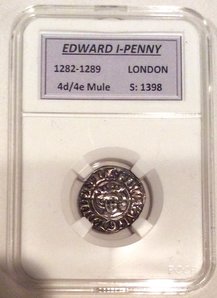 EDWARD I-PENNY
1282-1289 LONDON
4d/4e Mule S: 1398